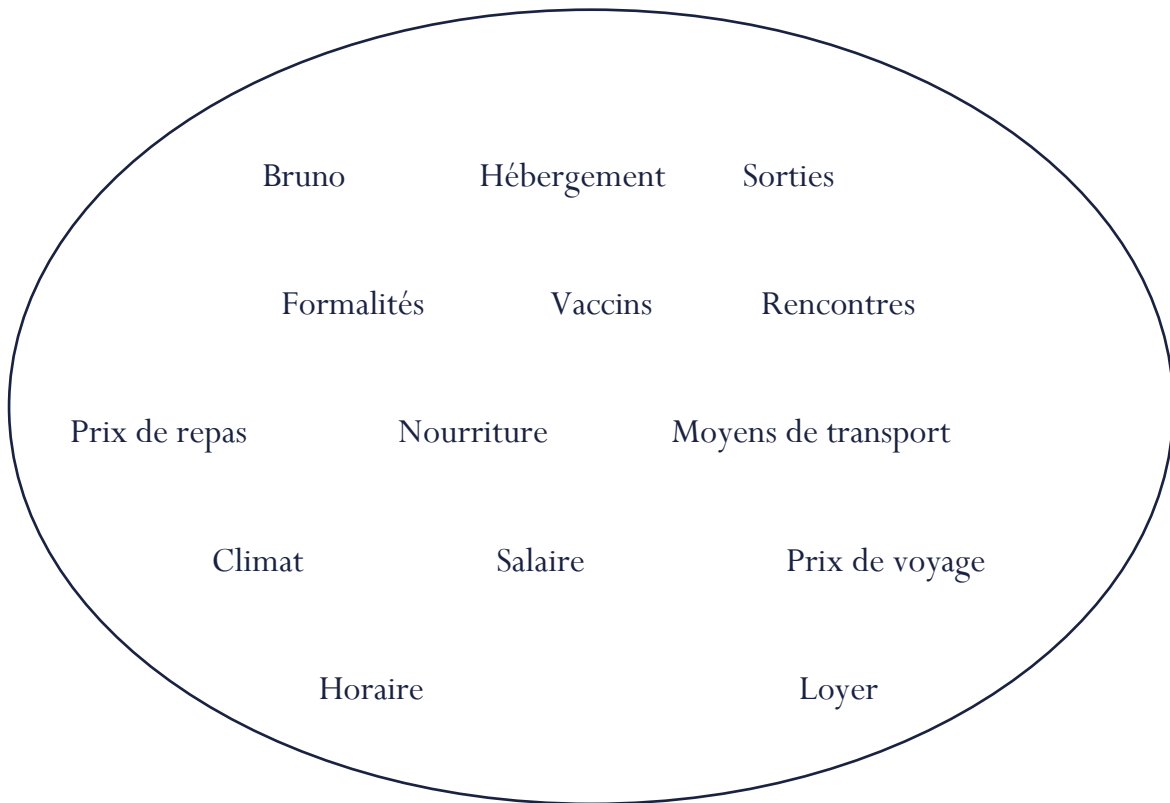 Bruno Hébergement Sorties
Formalités Vaccins Rencontres
Prix de repas Nourriture Moyens de transport
Climat Salaire Prix de voyage
Horaire Loyer